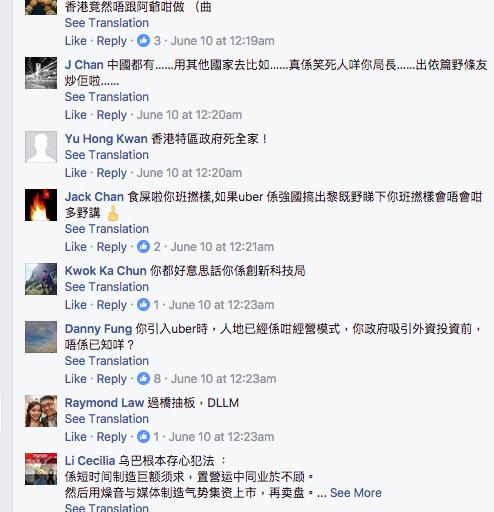 香港竟然唔跟阿爺咁做 （曲
See Translation
Like · Reply · 3 · June 10 at 12:19am
J Chan 中國都有......用其他國家去比如......真係笑死人咩你局長......出依篇野條友
炒佢啦......
See Translation
Like · Reply · June 10 at 12:20am
Yu Hong Kwan 香港特區政府死全家！
See Translation
Like · Reply · June 10 at 12:20am
Jack Chan 食屎啦你班撚樣,如果uber 係強國搞出黎既野睇下你班撚樣會唔會咁
多野講 🖕
See Translation
Like · Reply · 2 · June 10 at 12:21am
Kwok Ka Chun 你都好意思話你係創新科技局
See Translation
Like · Reply · 1 · June 10 at 12:23am
Danny Fung 你引入uber時，人地已經係咁經營模式，你政府吸引外資投資前，
唔係已知咩？
See Translation
Like · Reply · 8 · June 10 at 12:23am
Raymond Law 過橋抽板，DLLM
See Translation
Like · Reply · 1 · June 10 at 12:23am
Li Cecilia 乌巴根本存心犯法 ：
係短时间制造巨额须求，置營运中同业於不顾。
然后用燥音与媒体制造气势集资上市，再卖盘。... See More
See Translation